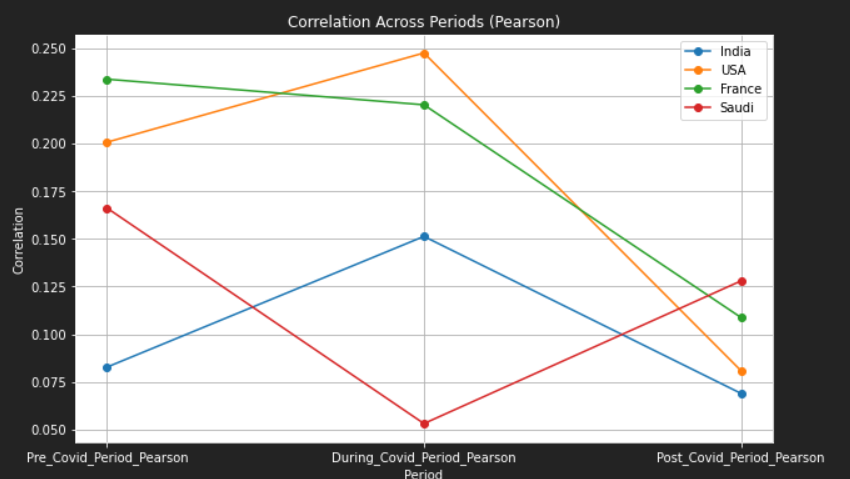 Correlation Across Periods (Pearson)
0.250
0.225
0.200
0.175
0.150
0.125
0.100
0.075
0.050
Correlation
India
USA
France
Saudi
Pre_Covid_Period_Pearson
During_Covid_Period_Pearson
Post_Covid_Period_Pearson
Period